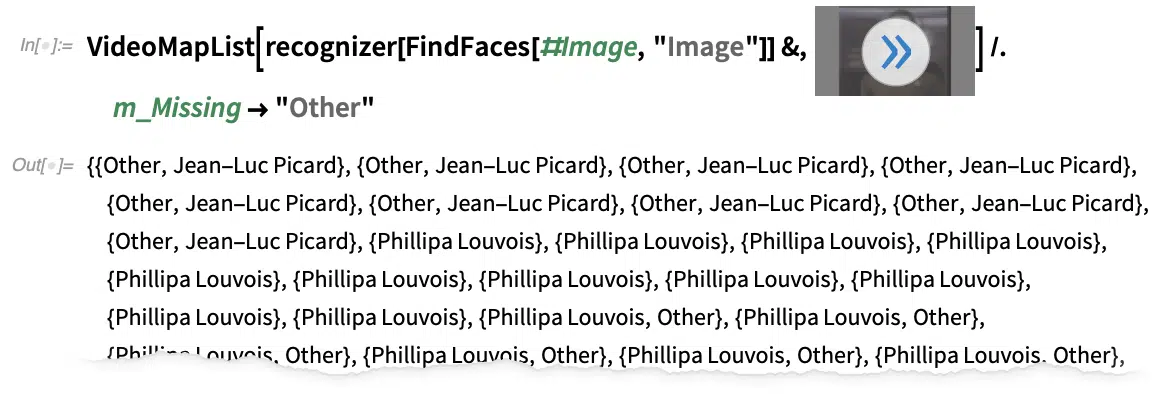 In[●]:= VideoMapList[recognizer[FindFaces[#Image, "Image"]] &, ] /.
m_Missing → "Other"
Out[●]= {{Other, Jean–Luc Picard}, {Other, Jean–Luc Picard}, {Other, Jean–Luc Picard}, {Other, Jean–Luc Picard},
{Other, Jean–Luc Picard}, {Other, Jean–Luc Picard}, {Other, Jean–Luc Picard}, {Other, Jean–Luc Picard},
{Other, Jean–Luc Picard}, {Phillipa Louvois}, {Phillipa Louvois}, {Phillipa Louvois}, {Phillipa Louvois},
{Phillipa Louvois}, {Phillipa Louvois}, {Phillipa Louvois}, {Phillipa Louvois}, {Phillipa Louvois},
{Phillipa Louvois}, {Phillipa Louvois}, {Phillipa Louvois, Other}, {Phillipa Louvois, Other},
{Phillipa Louvois, Other}, {Phillipa Louvois, Other}, {Phillipa Louvois, Other}, {Phillipa Louvois, Other},